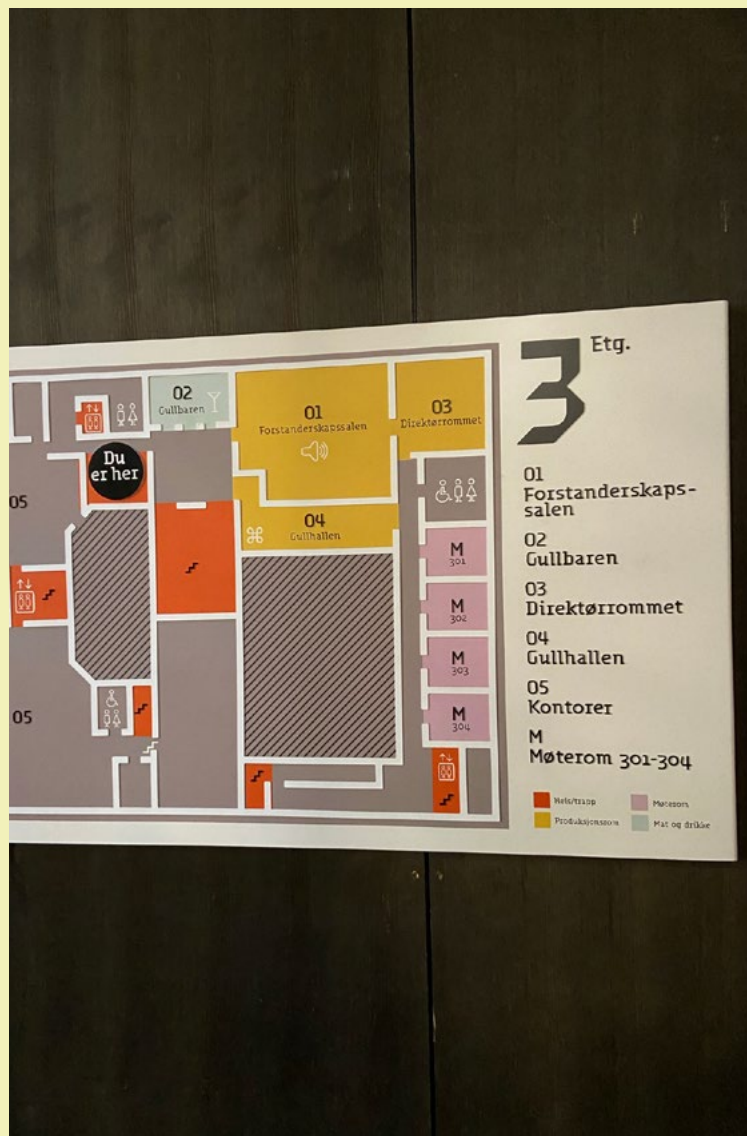 3 Etg.
01
Forstanderskaps-
salen
02
Gullbaren
03
Direktørrommet
04
Gullhallen
05
Kontorer
M
Møterom 301-304
Heis/trapp
Møterom
Produksjonsrom
Mat og drikke
02
Gullbaren
01
Forstanderskapssalen
03
Direktørrommet
Du
er her
05
04
Gullhallen
M
301
M
302
M
303
M
304
05